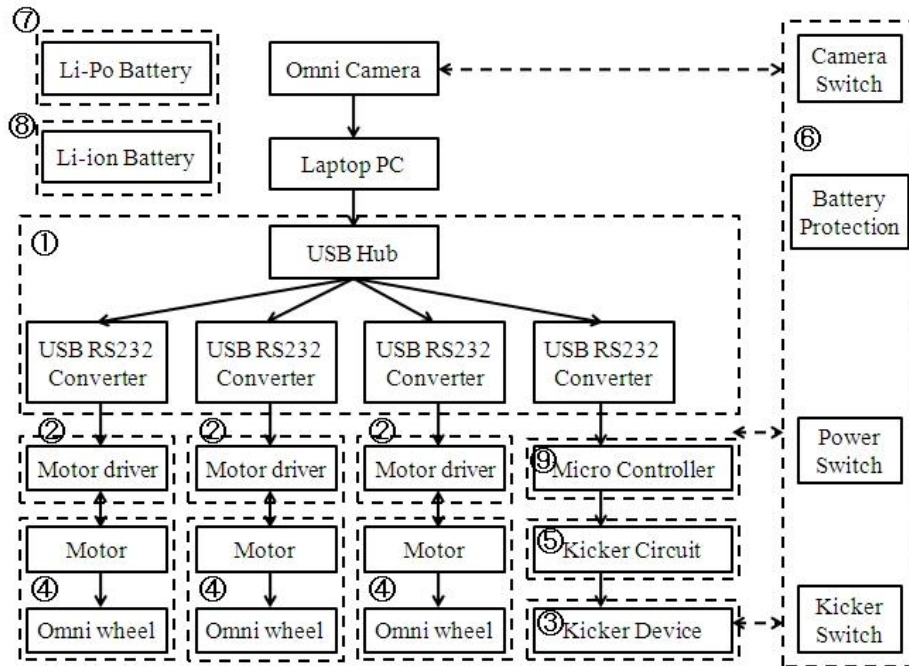 ⑦
Li-Po Battery
Omni Camera
Camera
Switch
⑧
Li-ion Battery
Laptop PC
⑥
Battery
Protection
①
USB Hub
USB RS232
Converter
USB RS232
Converter
USB RS232
Converter
USB RS232
Converter
②
Motor driver
②
Motor driver
②
Motor driver
⑨
Micro Controller
Power
Switch
Motor
Motor
Motor
⑤
Kicker Circuit
④
Omni wheel
④
Omni wheel
④
Omni wheel
③
Kicker Device
Kicker
Switch